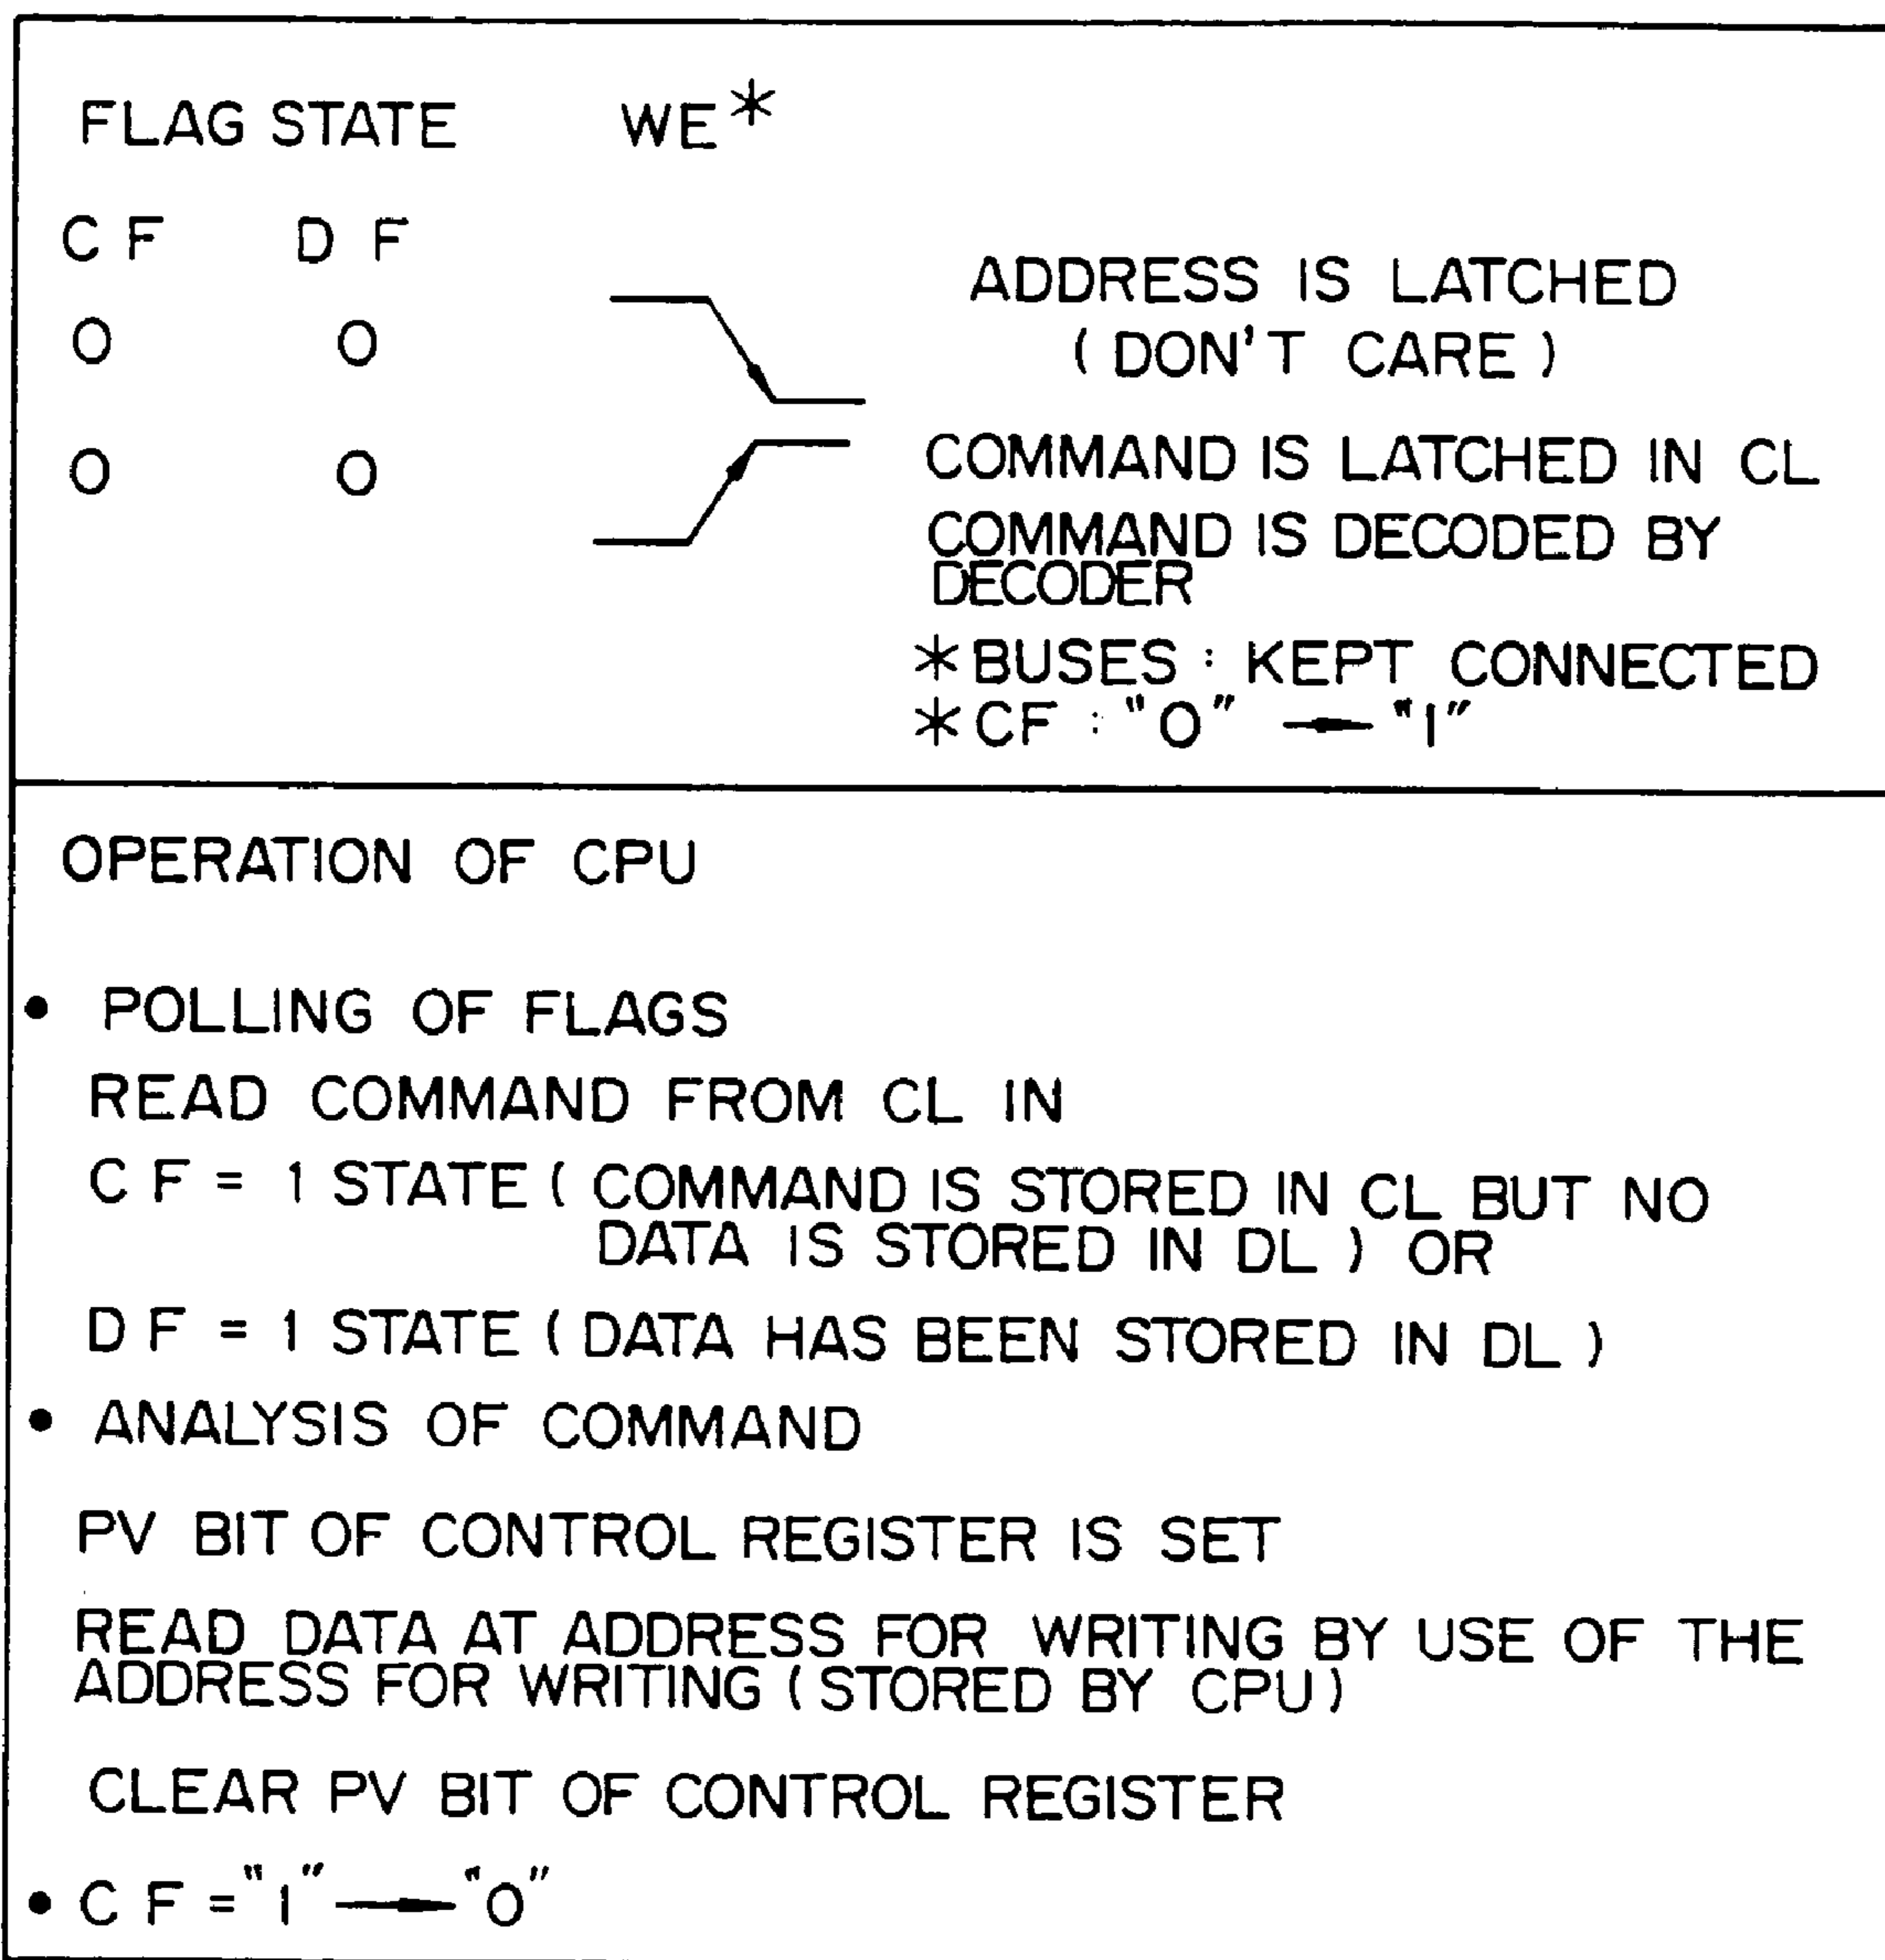 FLAG STATE WE*
CF DF
0 0 ADDRESS IS LATCHED
(DON'T CARE)
0 0 COMMAND IS LATCHED IN CL
COMMAND IS DECODED BY
DECODER
*BUSES : KEPT CONNECTED
*CF : "0" → "1"
OPERATION OF CPU
• POLLING OF FLAGS
READ COMMAND FROM CL IN
CF = 1 STATE ( COMMAND IS STORED IN CL BUT NO
DATA IS STORED IN DL ) OR
DF = 1 STATE ( DATA HAS BEEN STORED IN DL )
• ANALYSIS OF COMMAND
PV BIT OF CONTROL REGISTER IS SET
READ DATA AT ADDRESS FOR WRITING BY USE OF THE
ADDRESS FOR WRITING ( STORED BY CPU )
CLEAR PV BIT OF CONTROL REGISTER
• CF = "1" → "0"